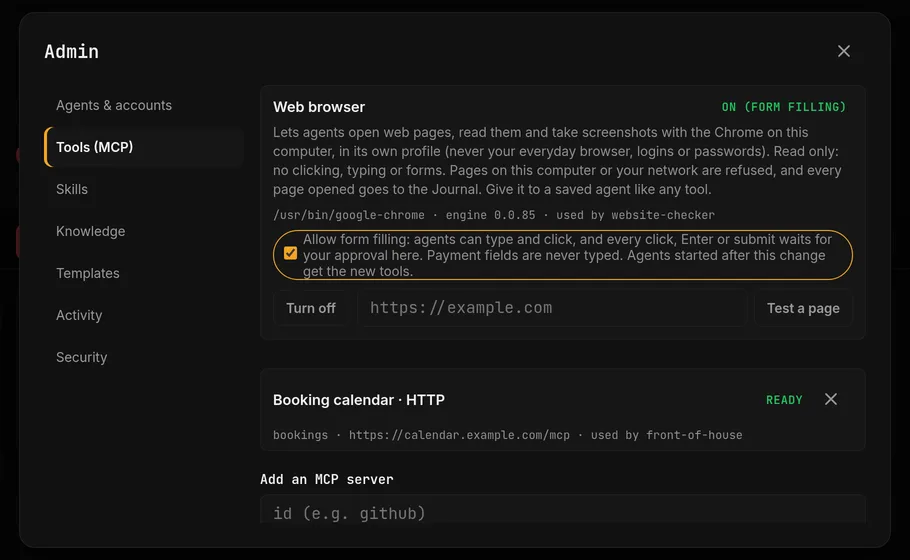 Admin
Agents & accounts
Tools (MCP)
Skills
Knowledge
Templates
Activity
Security
Web browser
ON (FORM FILLING)
Lets agents open web pages, read them and take screenshots with the Chrome on this
computer, in its own profile (never your everyday browser, logins or passwords). Read only:
no clicking, typing or forms. Pages on this computer or your network are refused, and every
page opened goes to the Journal. Give it to a saved agent like any tool.
/usr/bin/google-chrome · engine 0.0.85 · used by website-checker
Allow form filling: agents can type and click, and every click, Enter or submit waits for
your approval here. Payment fields are never typed. Agents started after this change
get the new tools.
Turn off
https://example.com
Test a page
Booking calendar · HTTP
READY
bookings · https://calendar.example.com/mcp · used by front-of-house
Add an MCP server
id (e.g. github)